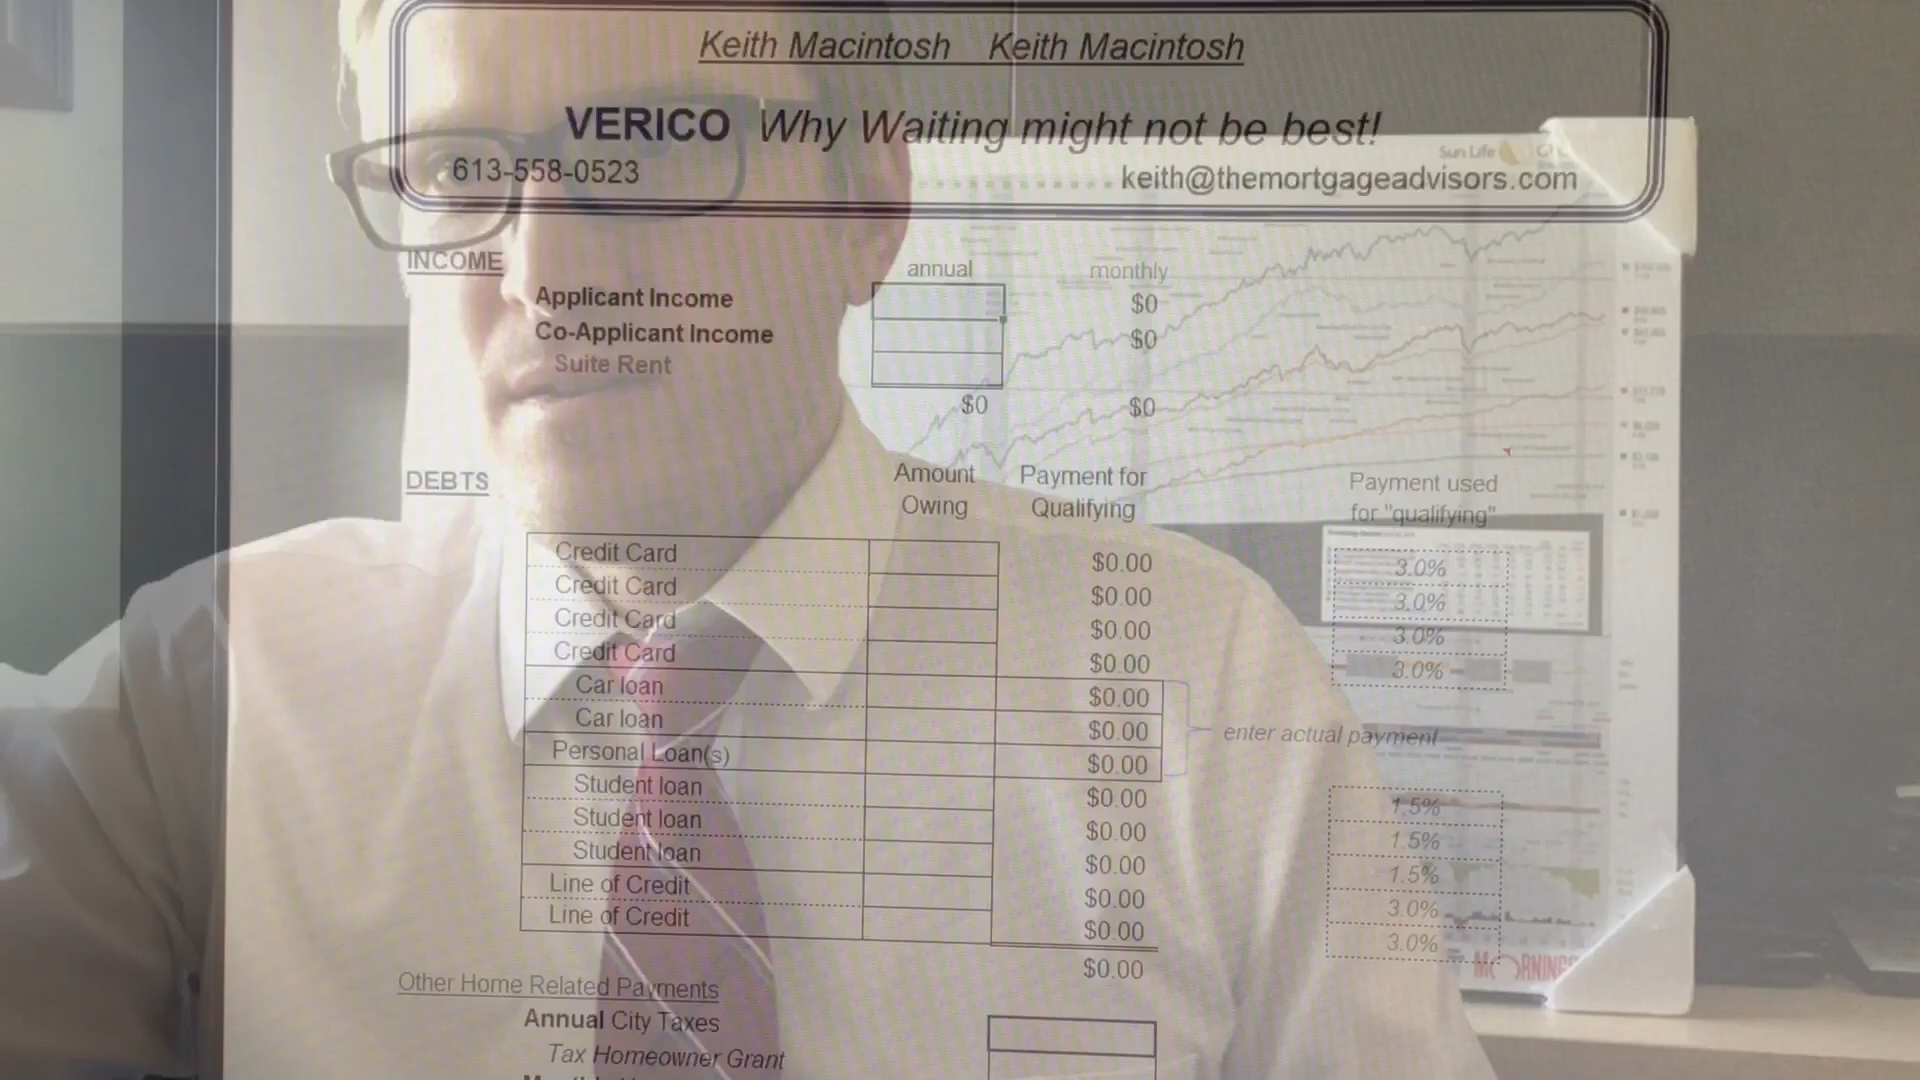 Keith Macintosh Keith Macintosh
VERICO Why Waiting might not be best!
613-558-0523 keith@themortgageadvisors.com
Sun Life
INCOME
annual monthly
Applicant Income $0
Co-Applicant Income $0
Suite Rent
$0 $0
DEBTS
Amount Owing
Payment for Qualifying
Payment used for "qualifying"
Credit Card $0.00 3.0%
Credit Card $0.00 3.0%
Credit Card $0.00 3.0%
Credit Card $0.00 3.0%
Car loan $0.00
Car loan $0.00 enter actual payment
Personal Loan(s) $0.00
Student loan $0.00 1.5%
Student loan $0.00 1.5%
Student loan $0.00 1.5%
Line of Credit $0.00 3.0%
Line of Credit $0.00 3.0%
$0.00
Other Home Related Payments
Annual City Taxes
Tax Homeowner Grant